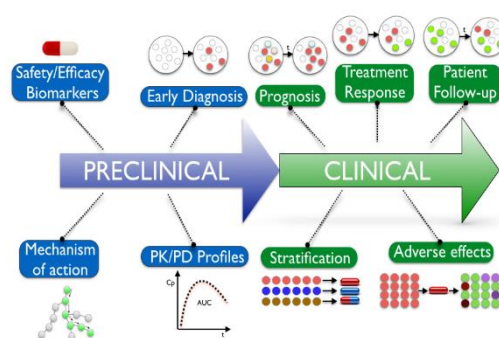 Safety/Efficacy
Biomarkers
Early Diagnosis
t
Prognosis
Treatment
Response
t
Patient
Follow-up
PRECLINICAL
CLINICAL
Mechanism
of action
PK/PD Profiles
Cp
AUC
t
Stratification
Adverse effects